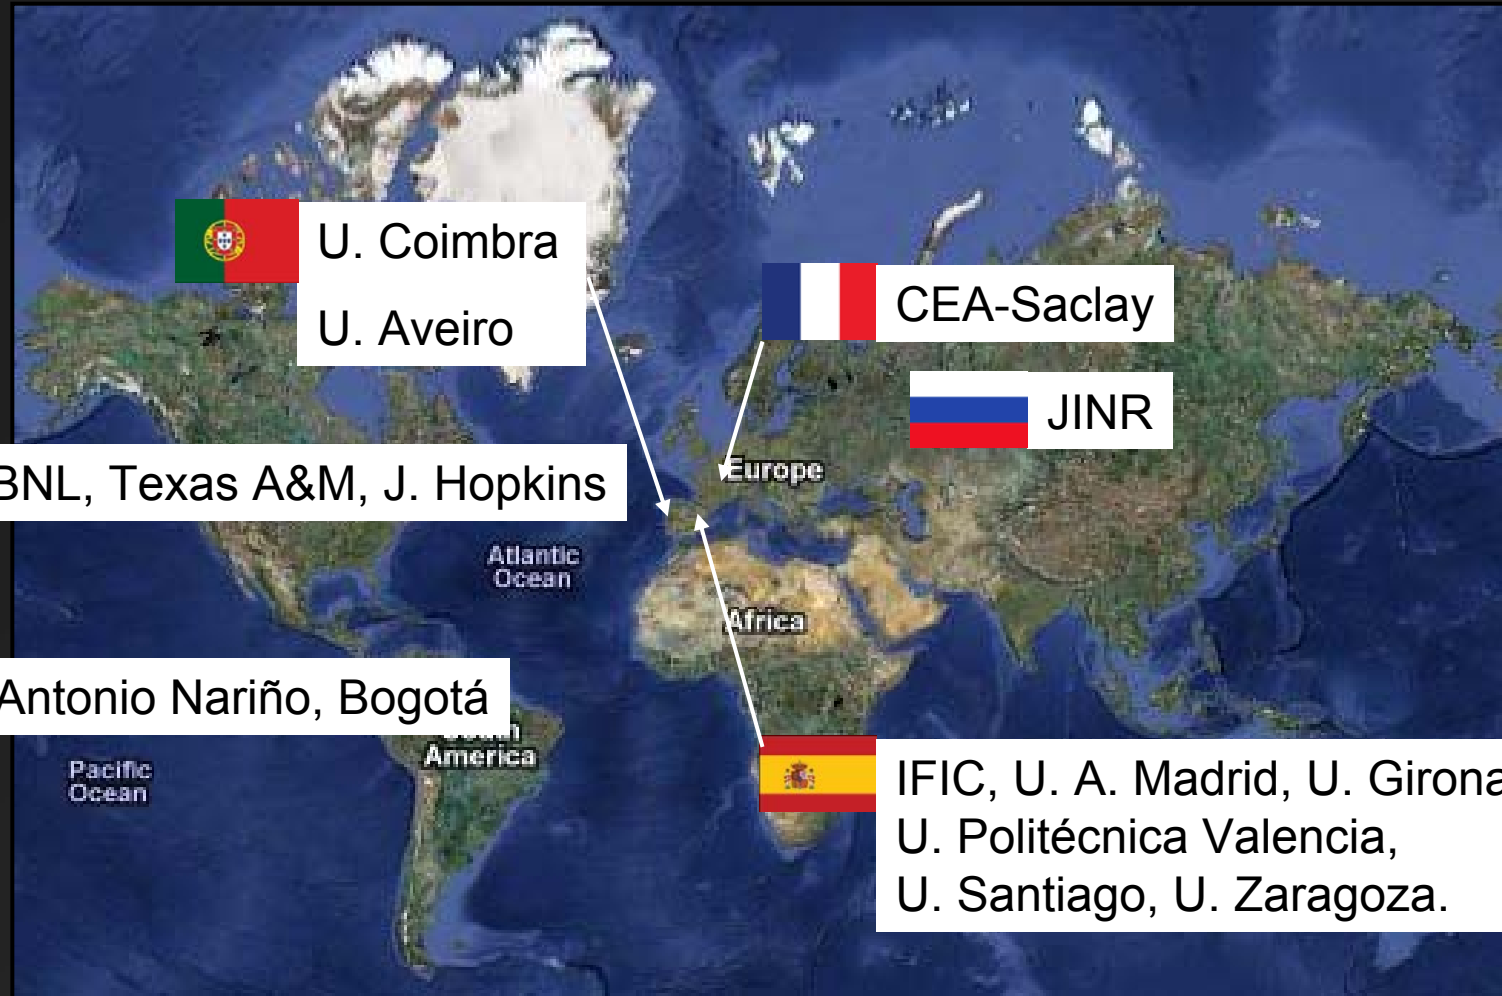 U. Coimbra
U. Aveiro
CEA-Saclay
JINR
Europe
BNL, Texas A&M, J. Hopkins
Atlantic
Ocean
Africa
Antonio Nariño, Bogotá
America
Pacific
Ocean
IFIC, U. A. Madrid, U. Girona
U. Politécnica Valencia,
U. Santiago, U. Zaragoza.